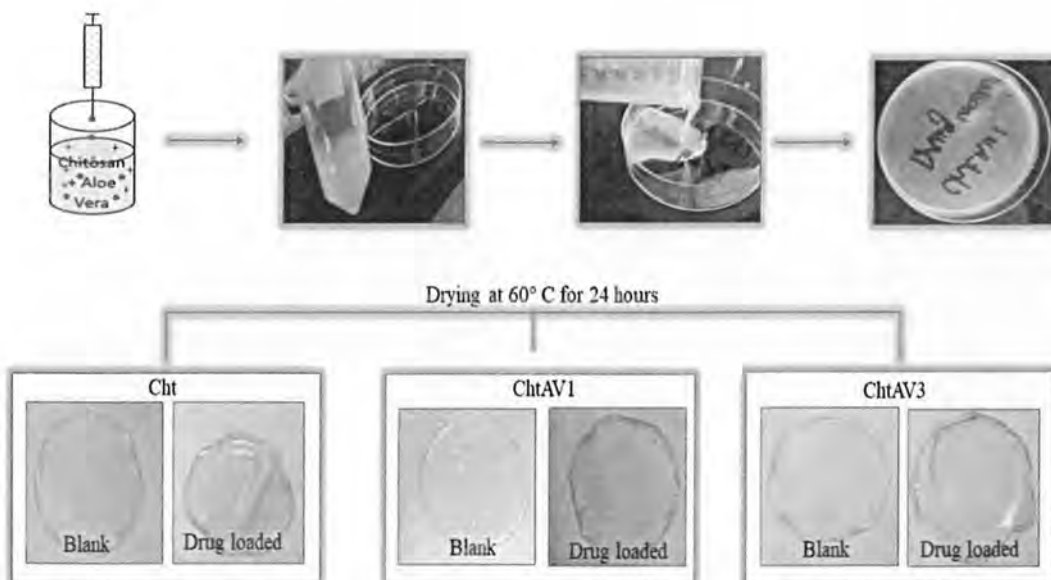 Chitosan
Aloe
Vera
Drying at 60° C for 24 hours
Cht
Blank
Drug loaded
ChtAV1
Blank
Drug loaded
ChtAV3
Blank
Drug loaded